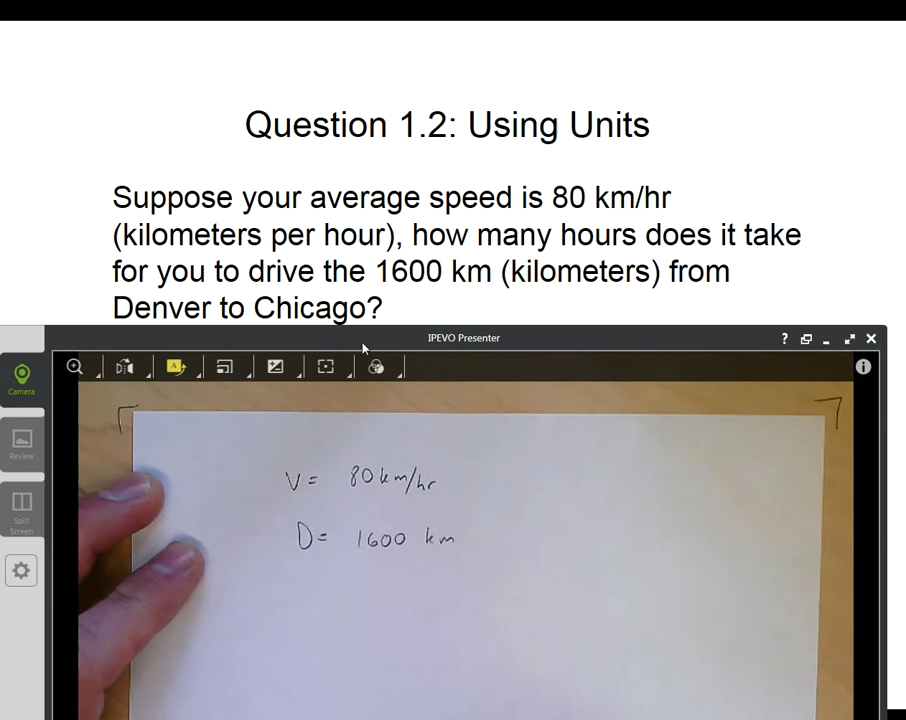 Question 1.2: Using Units
Suppose your average speed is 80 km/hr
(kilometers per hour), how many hours does it take
for you to drive the 1600 km (kilometers) from
Denver to Chicago?
IPEVO Presenter
?
A
i
Camera
Review
Split
Screen
V = 80 km/hr
D = 1600 km